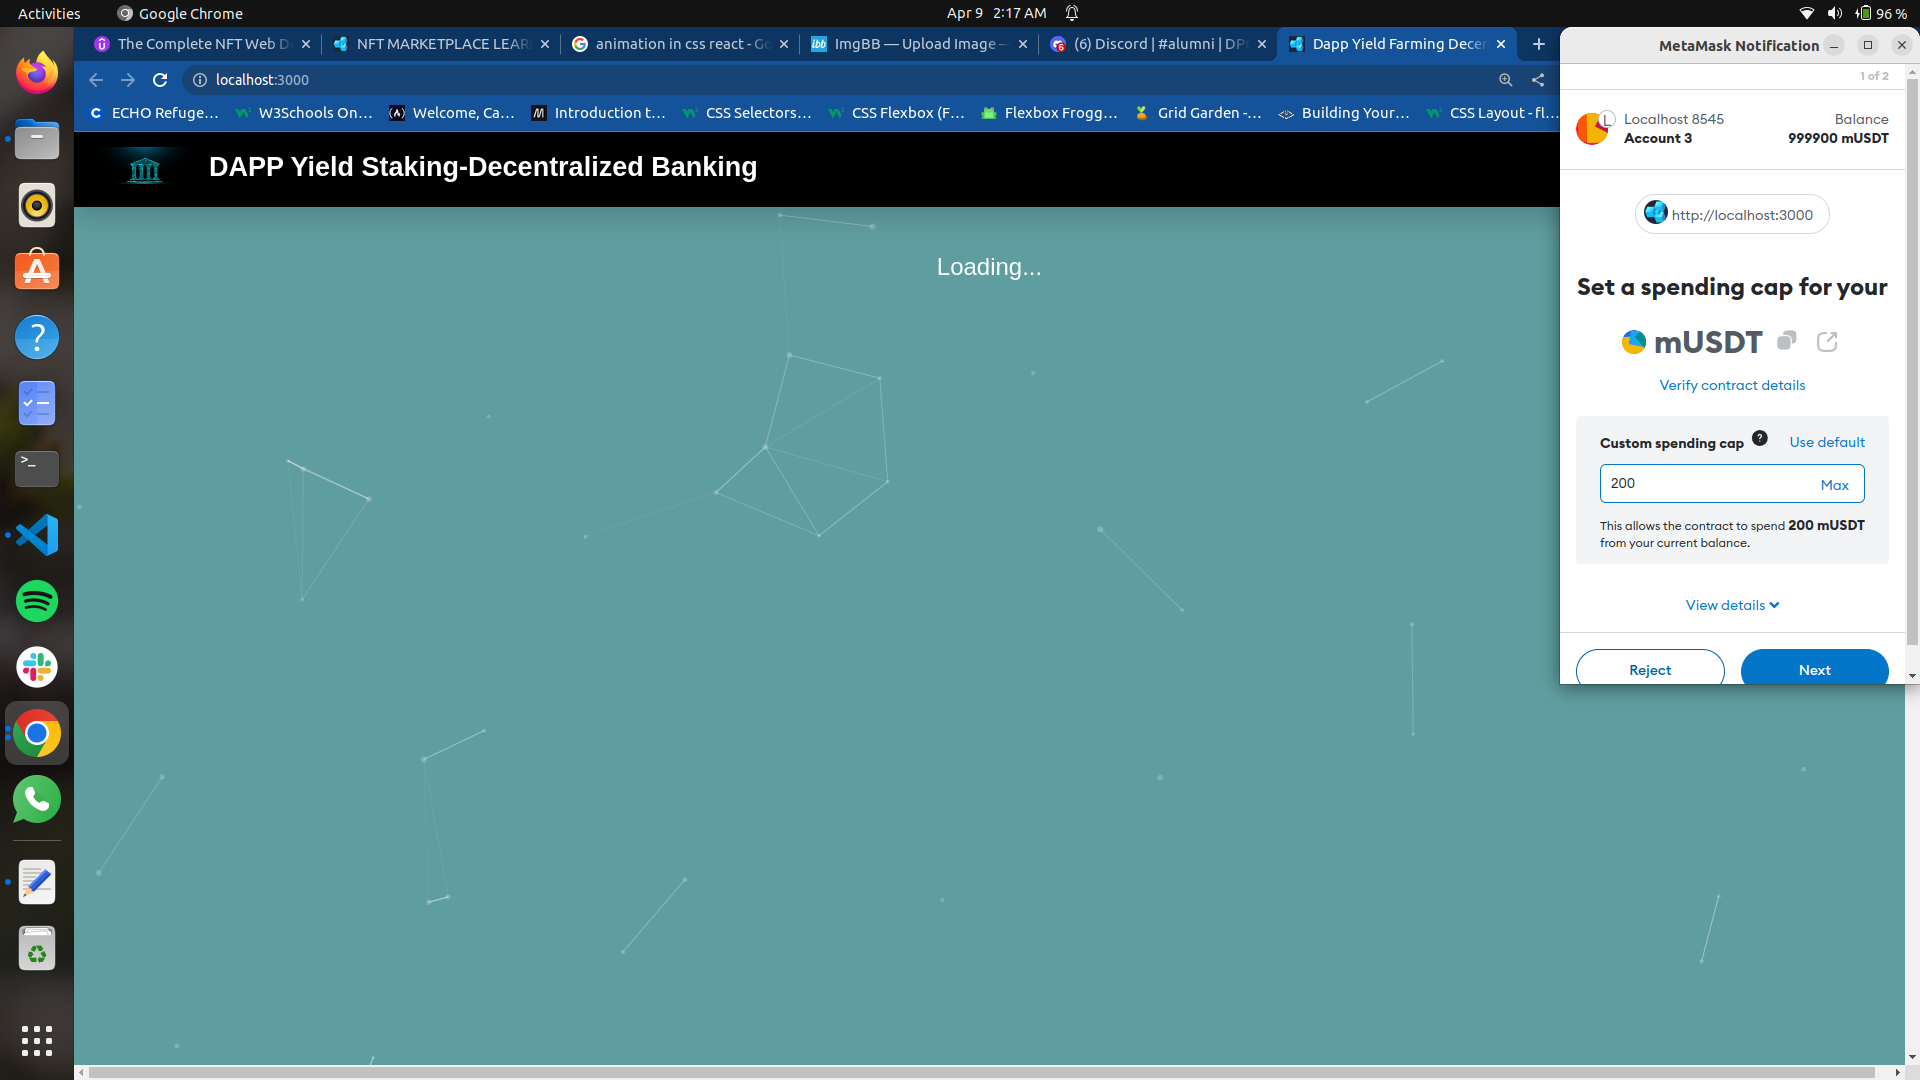 Activities
Google Chrome
Apr 9 2:17 AM
96 %
The Complete NFT Web D
NFT MARKETPLACE LEAR
animation in css react - Go
ImgBB — Upload Image —
(6) Discord | #alumni | DP
Dapp Yield Farming Decen
localhost:3000
ECHO Refuge...
W3Schools On...
Welcome, Ca...
Introduction t...
CSS Selectors...
CSS Flexbox (F...
Flexbox Frogg...
Grid Garden -...
Building Your...
CSS Layout - fl...
DAPP Yield Staking-Decentralized Banking
Loading...
MetaMask Notification
1 of 2
L
Localhost 8545
Balance
Account 3
999900 mUSDT
http://localhost:3000
Set a spending cap for your
mUSDT
Verify contract details
Custom spending cap
Use default
200
Max
This allows the contract to spend 200 mUSDT
from your current balance.
View details
Reject
Next